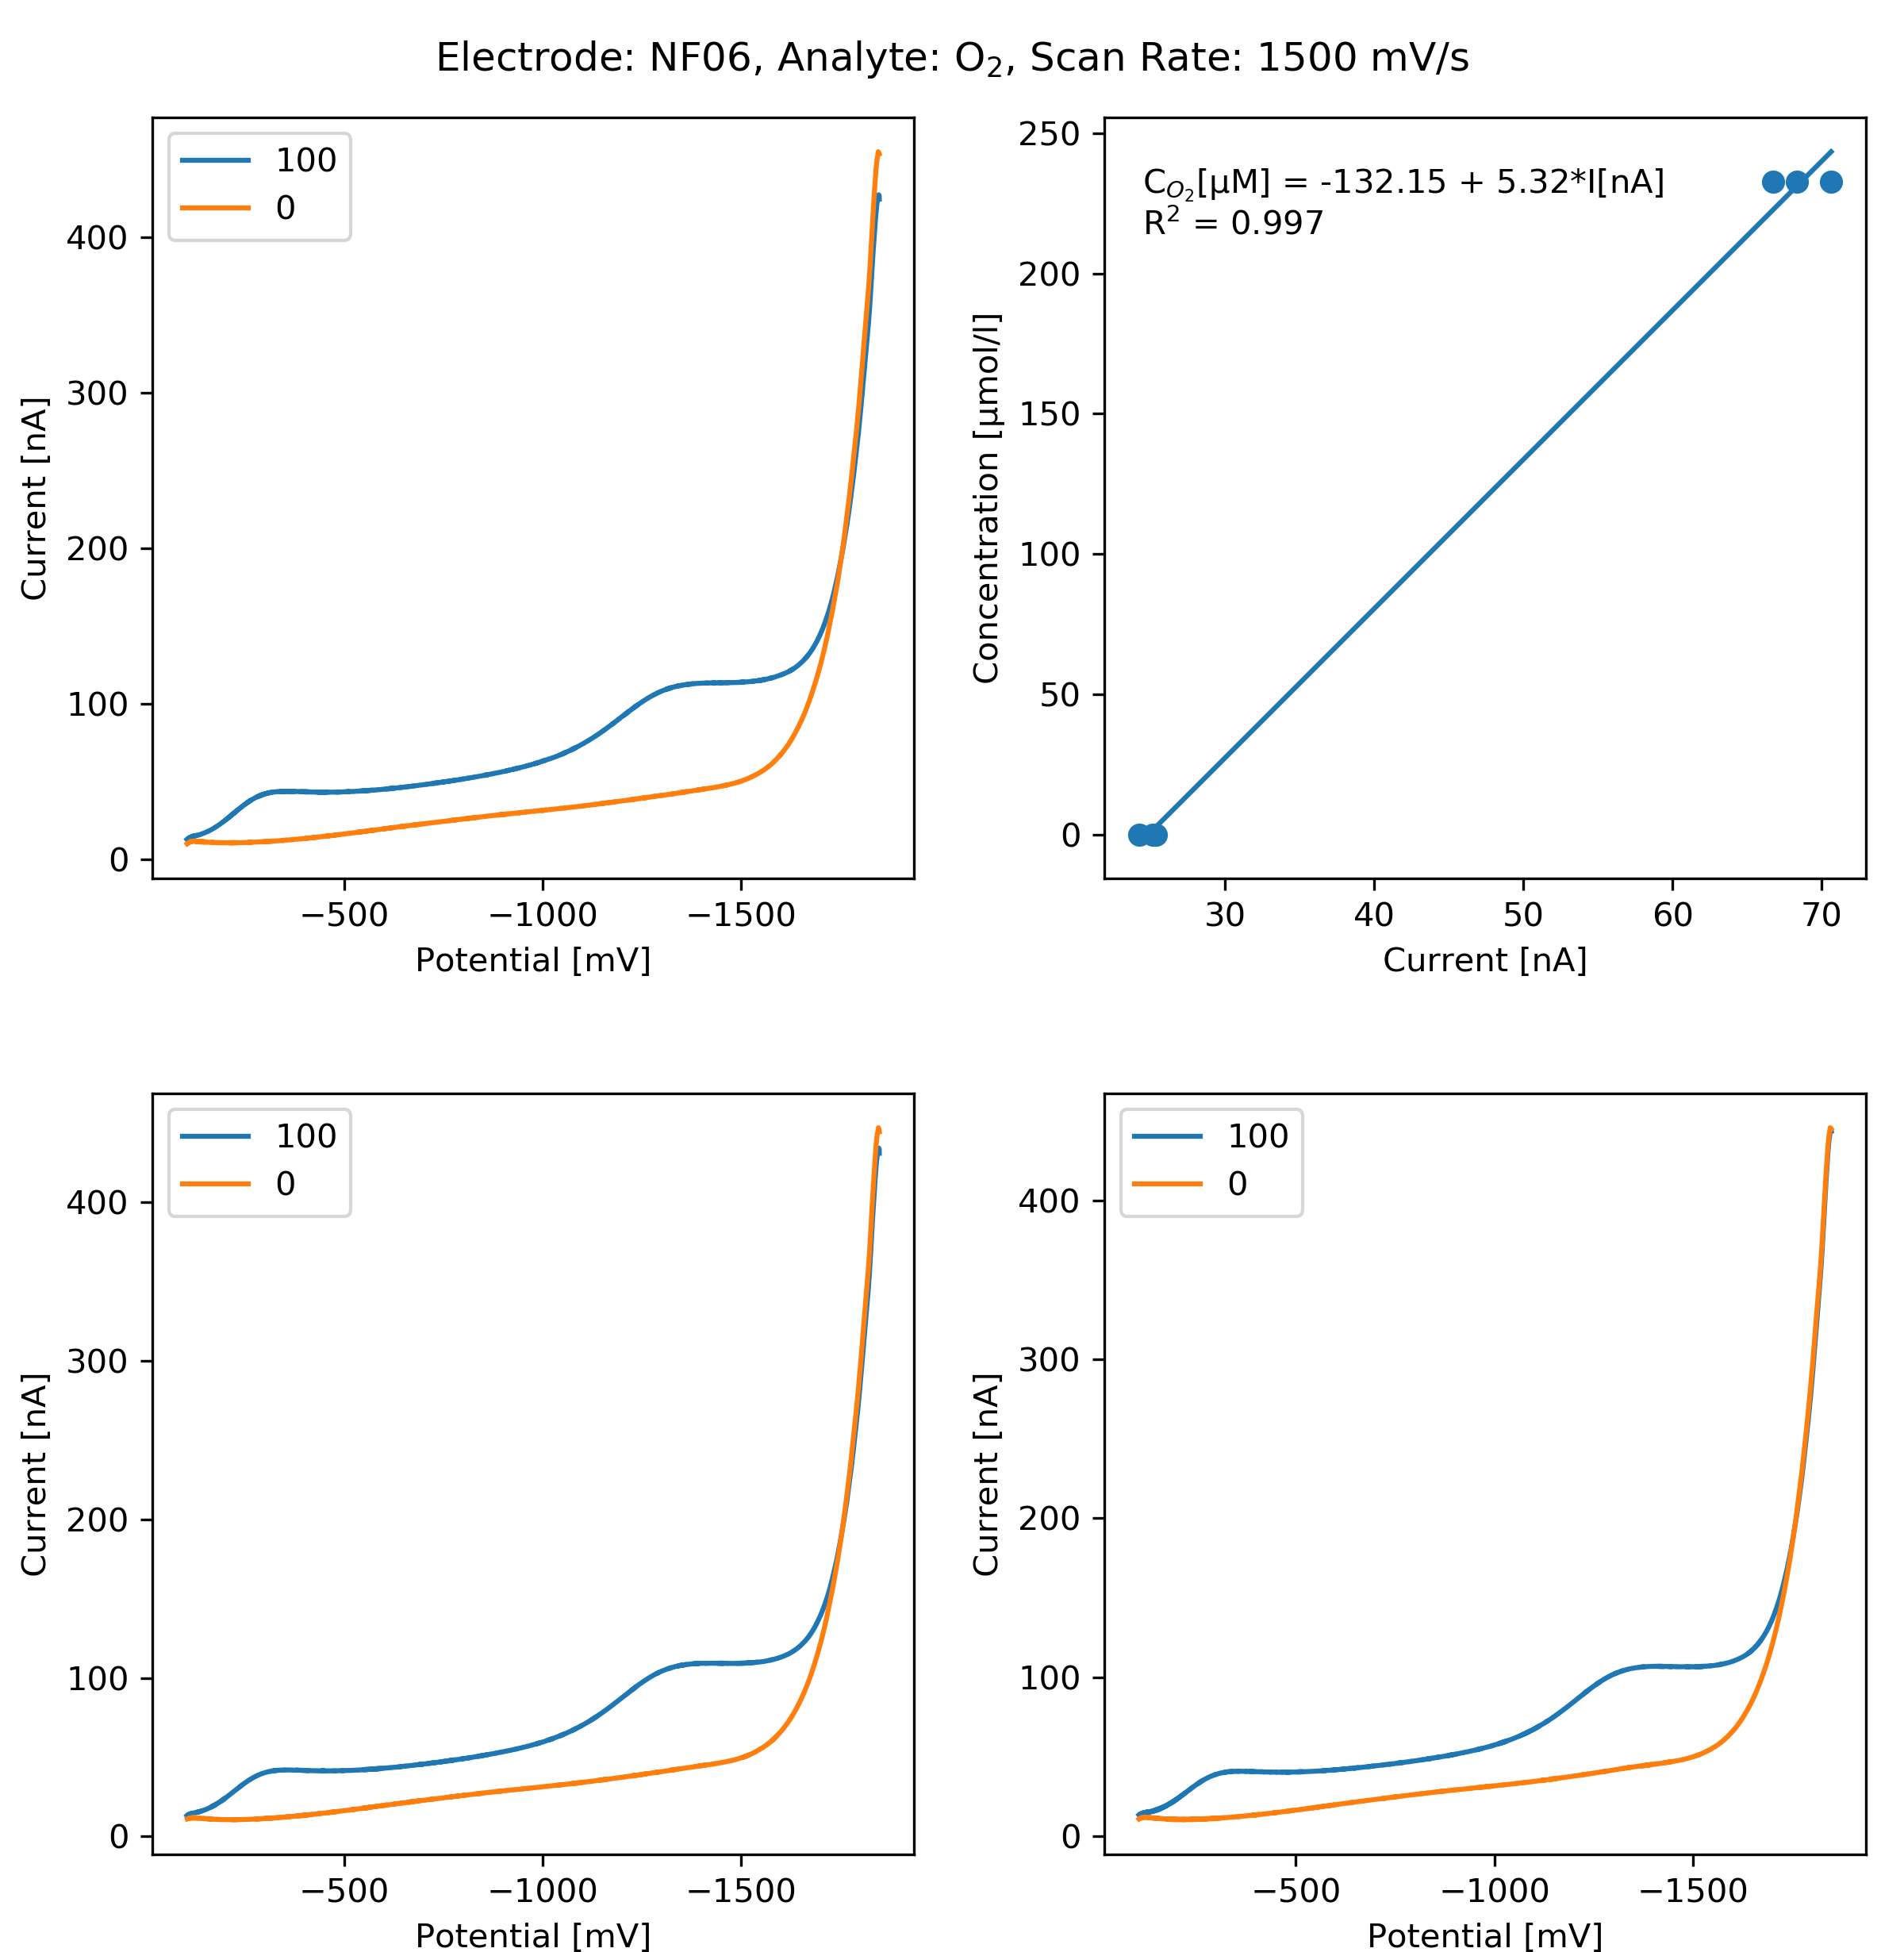 Electrode: NF06, Analyte: O₂, Scan Rate: 1500 mV/s
100
0
400
300
200
100
0
Current [nA]
−500 −1000 −1500
Potential [mV]
C_O₂[µM] = -132.15 + 5.32*I[nA]
R² = 0.997
250
200
150
100
50
0
Concentration [µmol/l]
30 40 50 60 70
Current [nA]
100
0
400
300
200
100
0
Current [nA]
−500 −1000 −1500
Potential [mV]
100
0
400
300
200
100
0
Current [nA]
−500 −1000 −1500
Potential [mV]